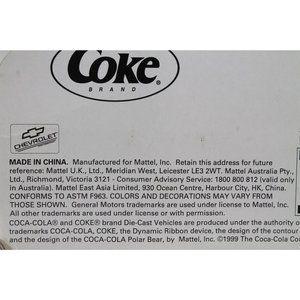 Coke®
BRAND
CHEVROLET
MADE IN CHINA. Manufactured for Mattel, Inc. Retain this address for future
reference: Mattel U.K., Ltd., Meridian West, Leicester LE3 2WT. Mattel Australia Pty.,
Ltd., Richmond, Victoria 3121 - Consumer Advisory Service: 1800 800 812 (valid only
in Australia). Mattel East Asia Limited, 930 Ocean Centre, Harbour City, HK, China.
CONFORMS TO ASTM F963. COLORS AND DECORATIONS MAY VARY FROM
THOSE SHOWN. General Motors trademarks are used under license to Mattel, Inc.
All other trademarks are used under license or with permission.
COCA-COLA® and COKE® brand Die-Cast Vehicles are produced under the authority o
trademarks COCA-COLA, COKE, the Dynamic Ribbon device, the design of the contour
and the design of the COCA-COLA Polar Bear, by Mattel, Inc. ©1999 The Coca-Cola Co